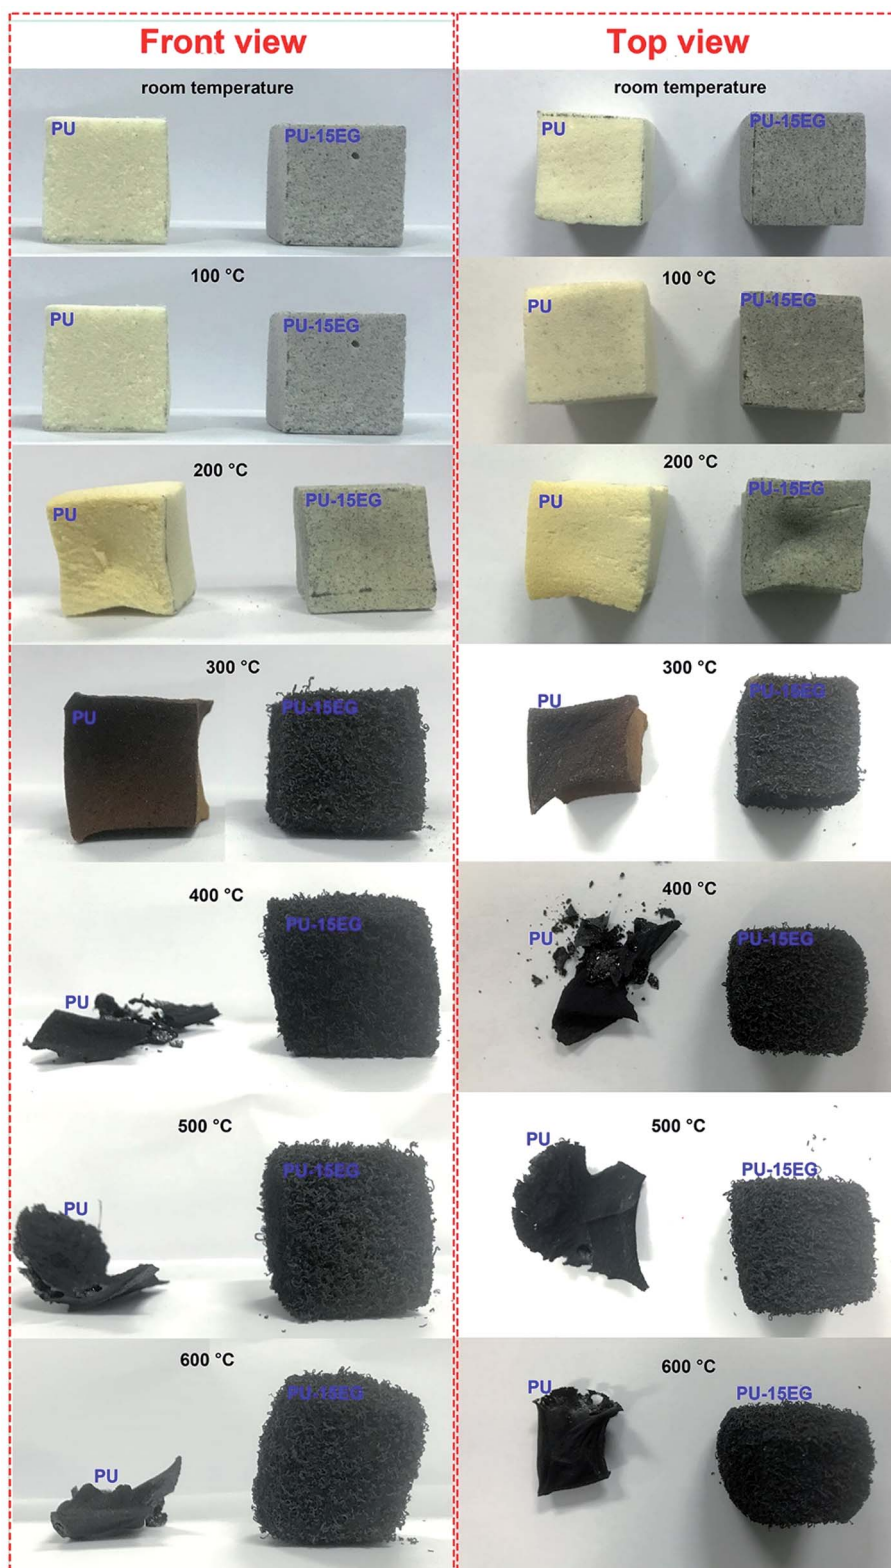 Front view
Top view
room temperature
room temperature
PU
PU-15EG
PU
PU-15EG
100 °C
100 °C
PU
PU-15EG
PU
PU-15EG
200 °C
200 °C
PU
PU-15EG
PU
PU-15EG
300 °C
300 °C
PU
PU-15EG
PU
PU-15EG
400 °C
400 °C
PU
PU-15EG
PU
PU-15EG
500 °C
500 °C
PU
PU-15EG
PU
PU-15EG
600 °C
600 °C
PU
PU-15EG
PU
PU-15EG